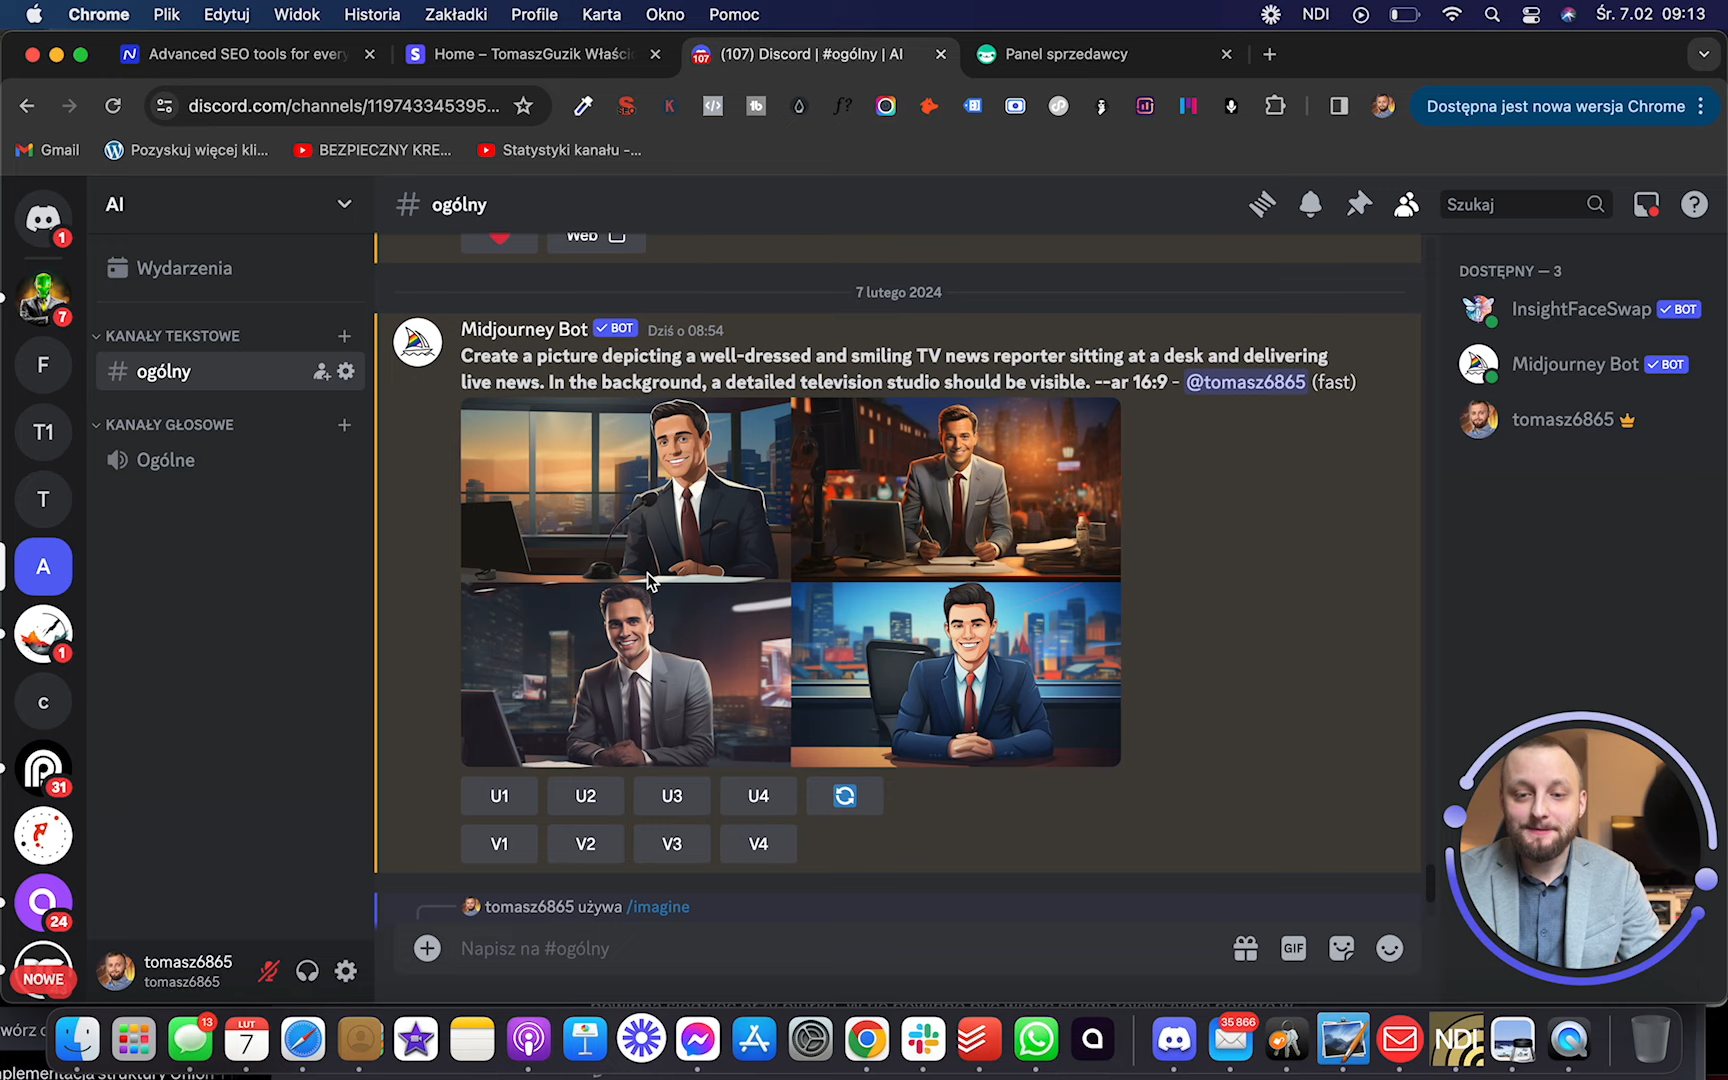 Chrome Plik Edytuj Widok Historia Zakładki Profile Karta Okno Pomoc NDI Śr. 7.02 09:13
Advanced SEO tools for every Home – TomaszGuzik Właści (107) Discord | #ogólny | AI Panel sprzedawcy
discord.com/channels/119743345395... Dostępna jest nowa wersja Chrome
Gmail Pozyskuj więcej kli... BEZPIECZNY KRE... Statystyki kanału -...
AI
ogólny
Szukaj
Web
Wydarzenia
7 lutego 2024
DOSTĘPNY — 3
InsightFaceSwap BOT
Midjourney Bot BOT
tomasz6865
KANAŁY TEKSTOWE
ogólny
KANAŁY GŁOSOWE
Ogólne
Midjourney Bot BOT Dziś o 08:54
Create a picture depicting a well-dressed and smiling TV news reporter sitting at a desk and delivering
live news. In the background, a detailed television studio should be visible. --ar 16:9 - @tomasz6865 (fast)
U1 U2 U3 U4
V1 V2 V3 V4
tomasz6865 używa /imagine
Napisz na #ogólny
GIF
1
7
F
T1
T
A
1
c
31
24
NOWE
tomasz6865
tomasz6865
13
LUT
7
35 866
NDI